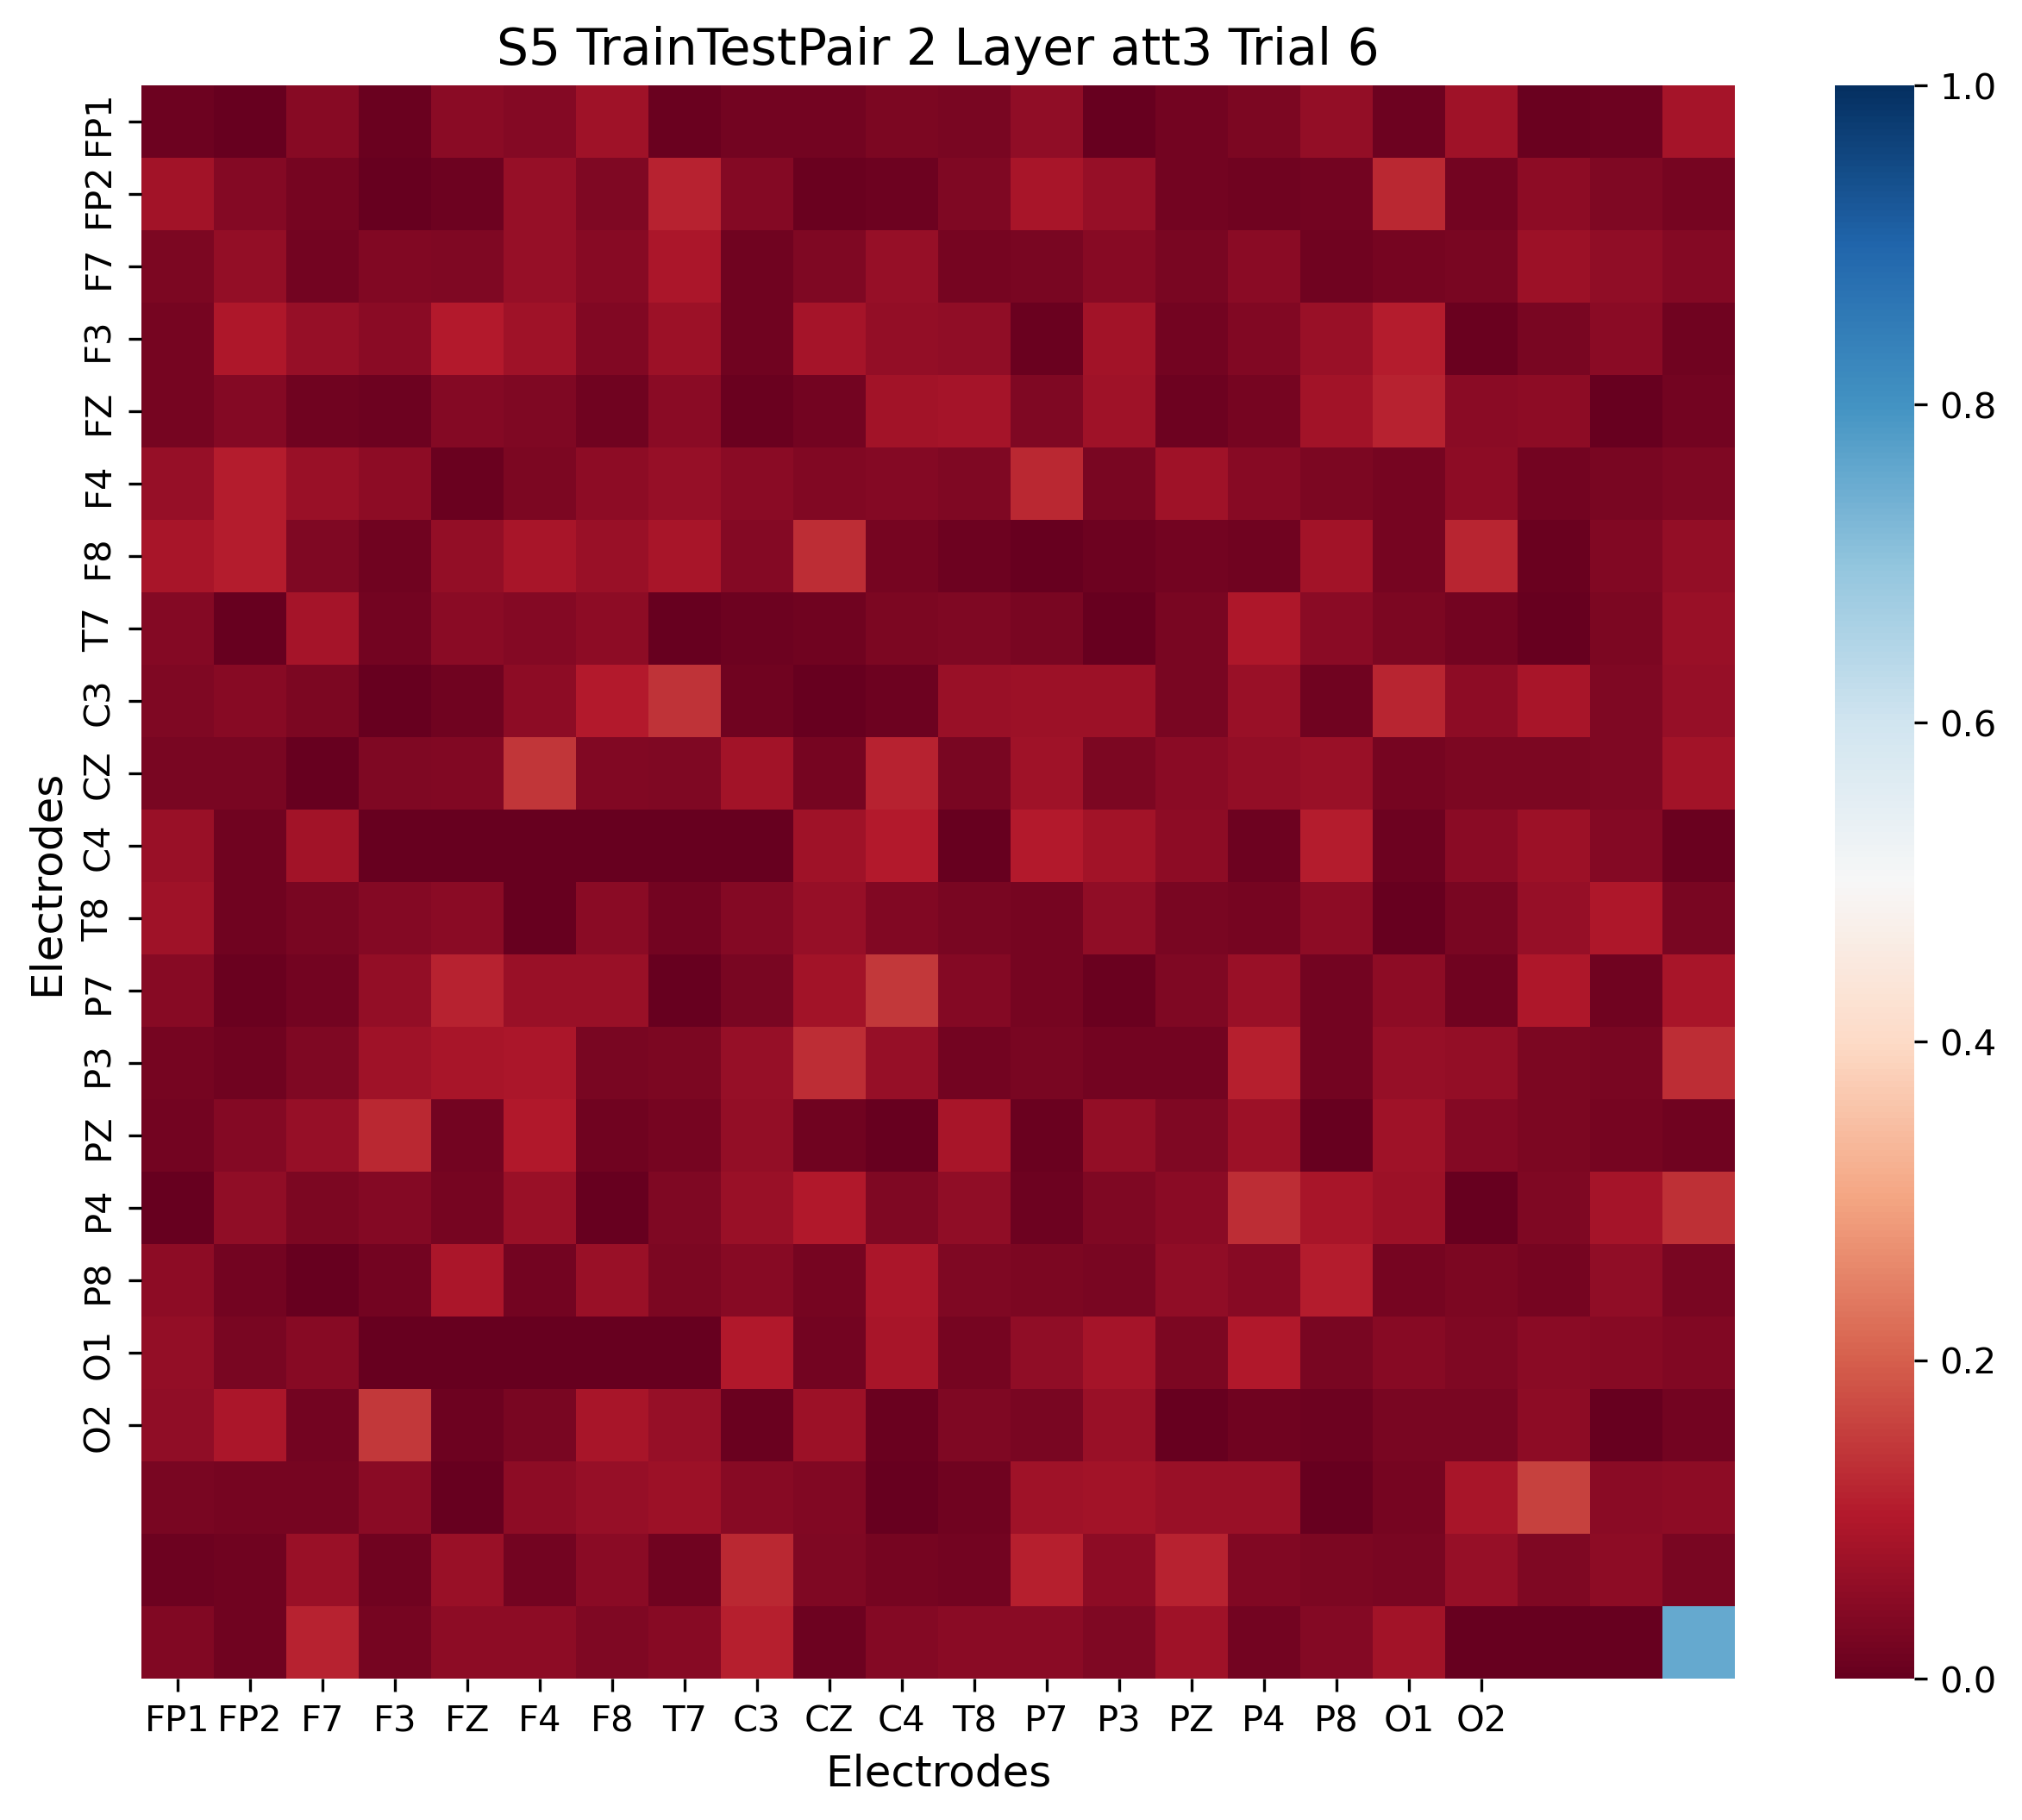 S5 TrainTestPair 2 Layer att3 Trial 6
Electrodes
FP1
FP2
F7
F3
FZ
F4
F8
T7
C3
CZ
C4
T8
P7
P3
PZ
P4
P8
O1
O2
FP1 FP2 F7 F3 FZ F4 F8 T7 C3 CZ C4 T8 P7 P3 PZ P4 P8 O1 O2
Electrodes
1.0
0.8
0.6
0.4
0.2
0.0